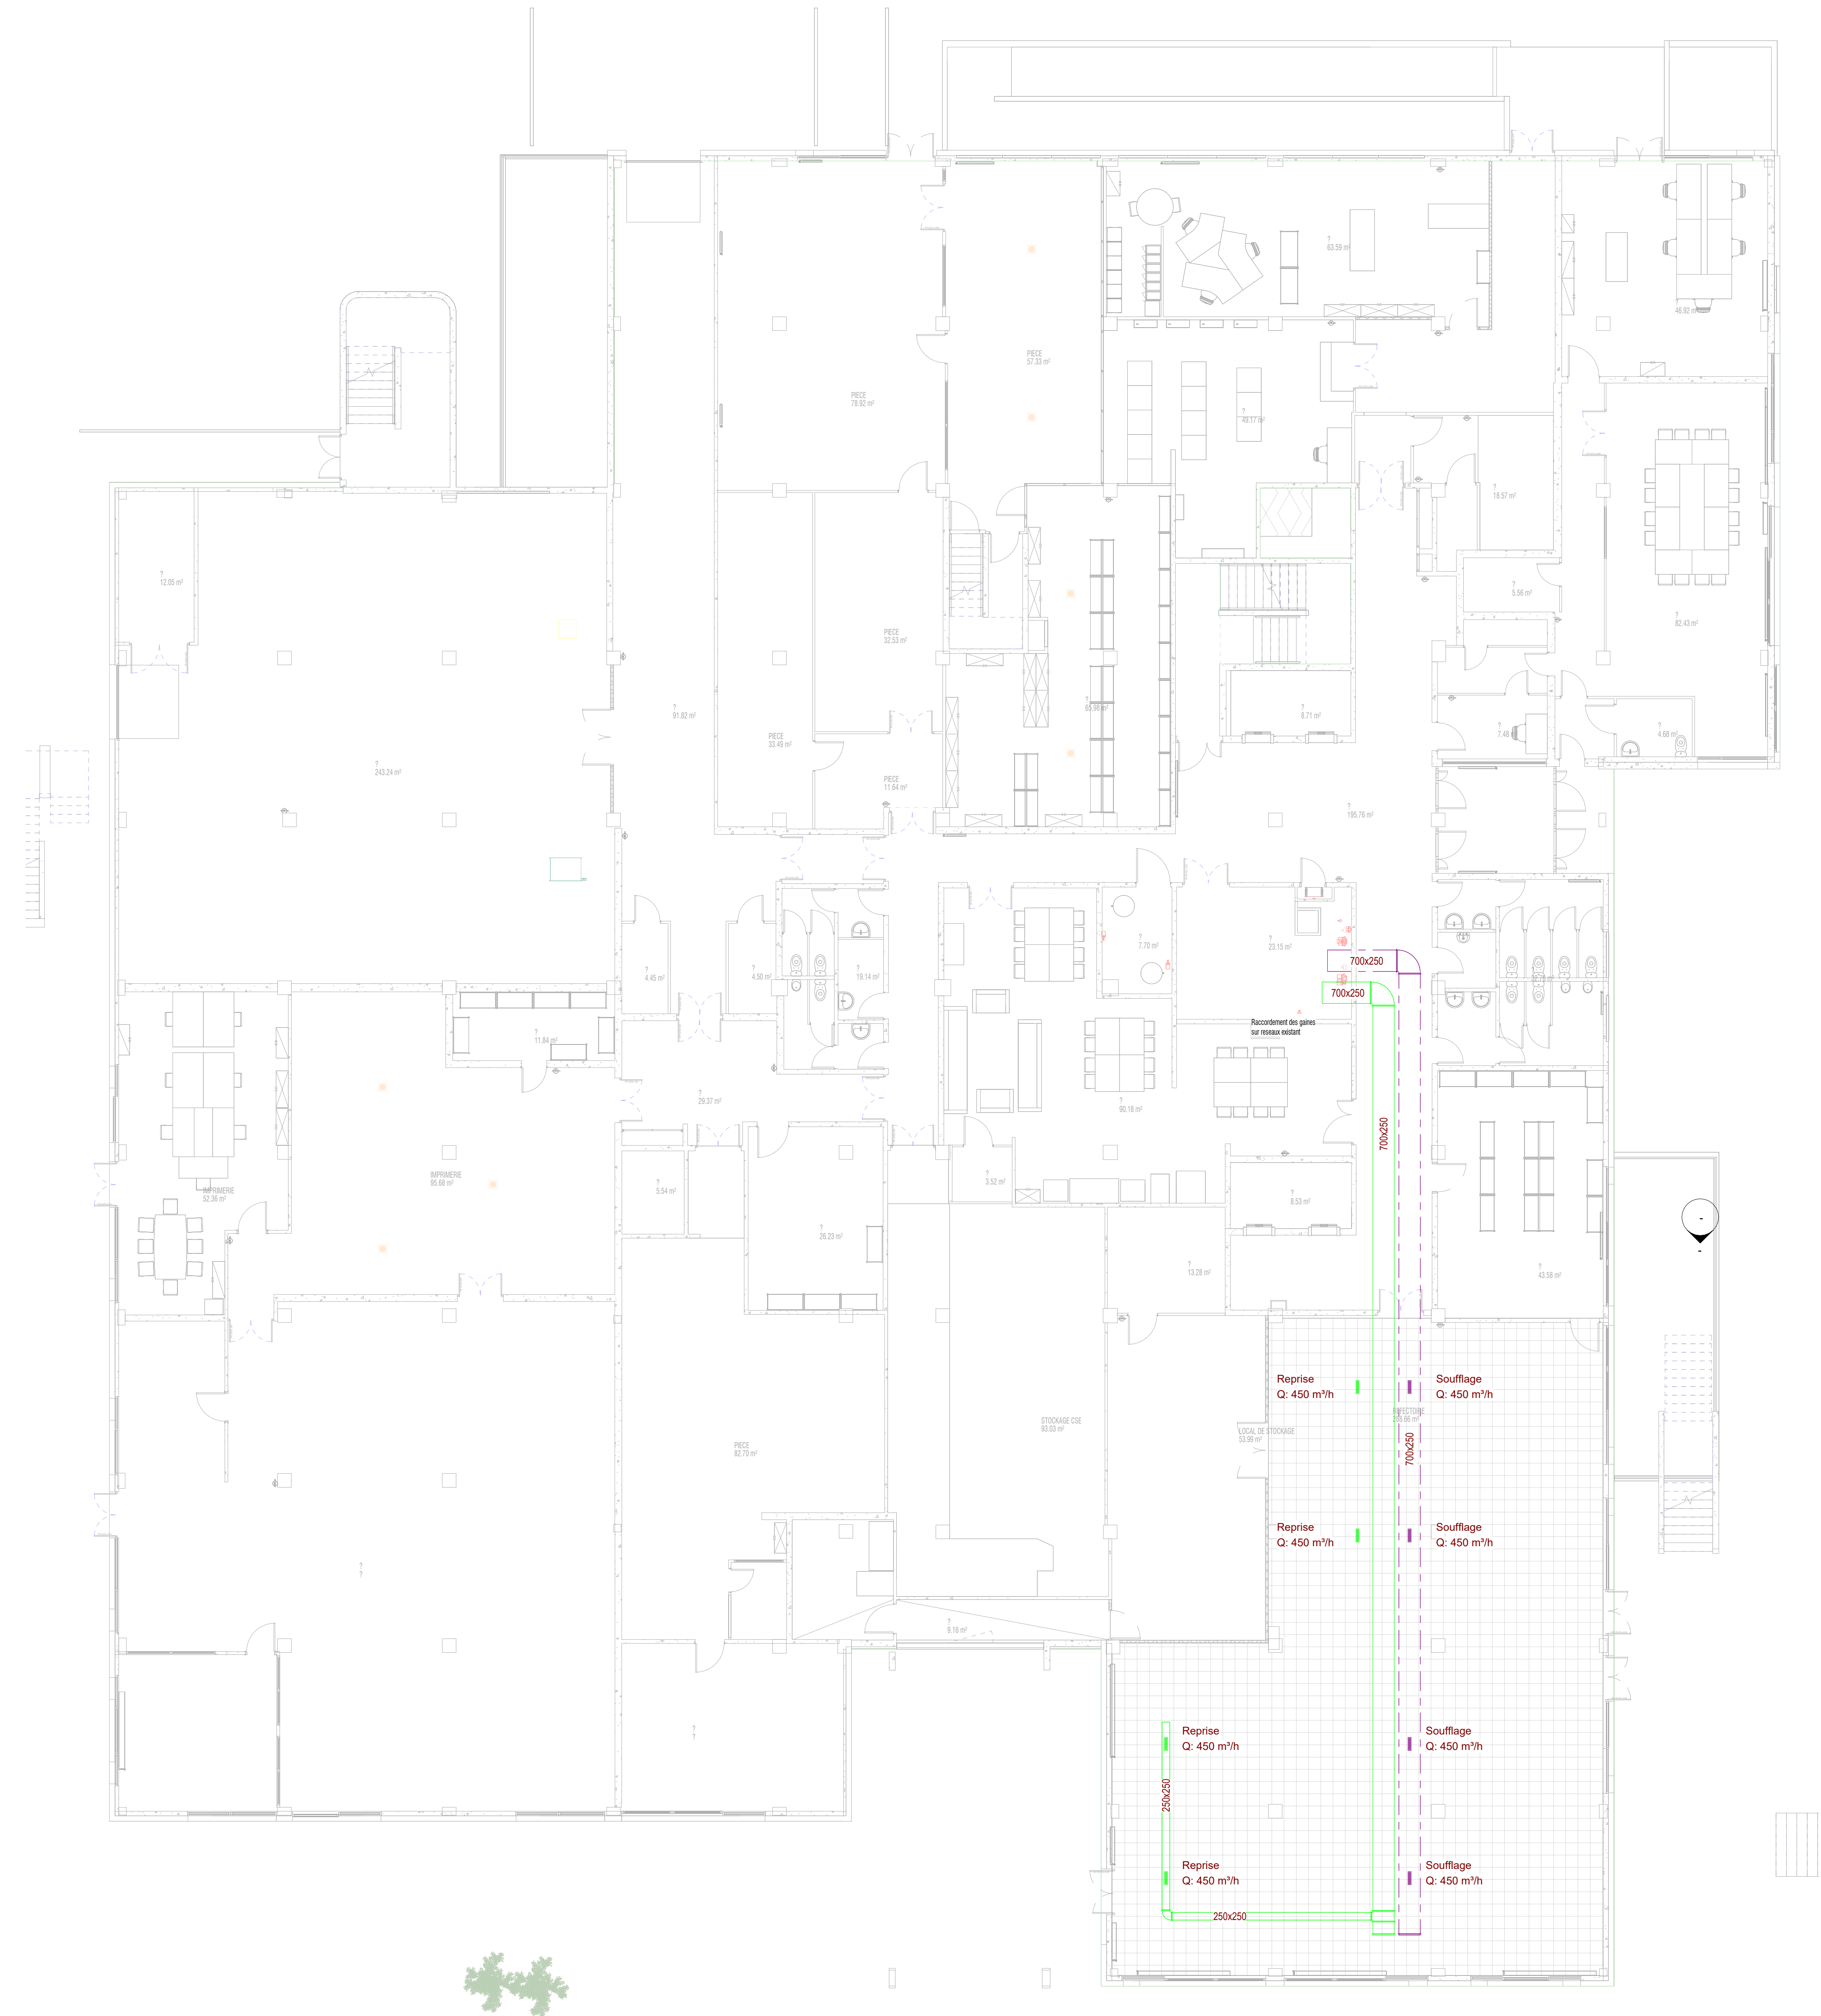 ?
63.59 m²
?
46.92 m²
PIECE
57.33 m²
PIECE
78.92 m²
?
49.17 m²
?
18.57 m²
?
12.05 m²
?
5.56 m²
?
82.43 m²
PIECE
32.53 m²
?
91.62 m²
?
?
8.71 m²
?
7.46
?
4.68 m²
PIECE
33.49 m²
?
243.24 m²
PIECE
11.64 m²
?
195.76 m²
?
7.70 m²
?
23.15 m²
700x250
?
4.45 m²
?
4.50 m²
?
19.14 m²
700x250
Raccordement des gaines
sur reseaux existant
?
11.84 m²
?
29.37 m²
?
90.18 m²
700x250
IMPRIMERIE
95.68 m²
IMPRIMERIE
52.36 m²
?
5.54 m²
?
3.52 m²
?
8.53 m²
?
26.23 m²
?
13.28 m²
?
43.58 m²
-
-
Reprise
Q: 450 m³/h
Soufflage
Q: 450 m³/h
REFECTOIRE
STOCKAGE CSE
93.03 m²
LOCAL DE STOCKAGE
53.99 m²
700x250
PIECE
82.70 m²
Reprise
Q: 450 m³/h
Soufflage
Q: 450 m³/h
?
?
?
9.16 m²
?
?
Reprise
Q: 450 m³/h
Soufflage
Q: 450 m³/h
250x250
Reprise
Q: 450 m³/h
Soufflage
Q: 450 m³/h
250x250